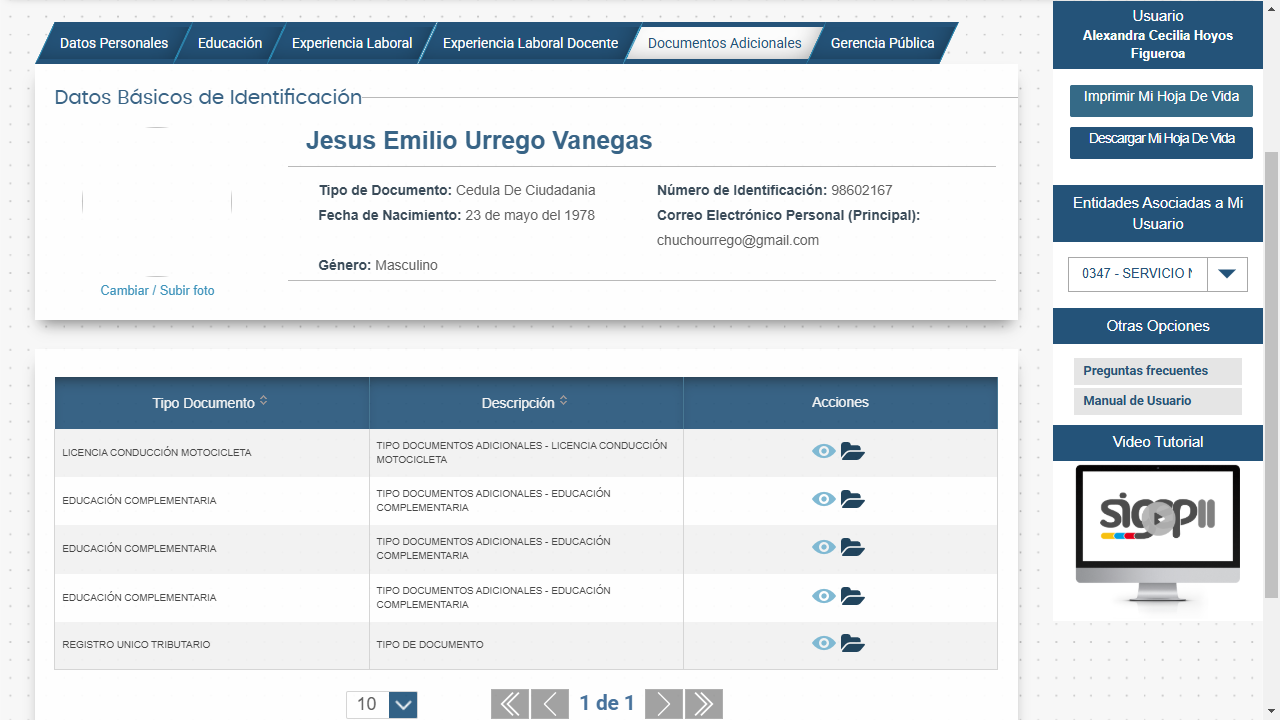 Datos Personales
Educación
Experiencia Laboral
Experiencia Laboral Docente
Documentos Adicionales
Gerencia Pública
Datos Básicos de Identificación
Jesus Emilio Urrego Vanegas
Tipo de Documento: Cedula De Ciudadania
Número de Identificación: 98602167
Fecha de Nacimiento: 23 de mayo del 1978
Correo Electrónico Personal (Principal):
chuchourrego@gmail.com
Género: Masculino
Cambiar / Subir foto
Tipo Documento
Descripción
Acciones
LICENCIA CONDUCCIÓN MOTOCICLETA
TIPO DOCUMENTOS ADICIONALES - LICENCIA CONDUCCIÓN
MOTOCICLETA
EDUCACIÓN COMPLEMENTARIA
TIPO DOCUMENTOS ADICIONALES - EDUCACIÓN
COMPLEMENTARIA
EDUCACIÓN COMPLEMENTARIA
TIPO DOCUMENTOS ADICIONALES - EDUCACIÓN
COMPLEMENTARIA
EDUCACIÓN COMPLEMENTARIA
TIPO DOCUMENTOS ADICIONALES - EDUCACIÓN
COMPLEMENTARIA
REGISTRO UNICO TRIBUTARIO
TIPO DE DOCUMENTO
10
1 de 1
Usuario
Alexandra Cecilia Hoyos
Figueroa
Imprimir Mi Hoja De Vida
Descargar Mi Hoja De Vida
Entidades Asociadas a Mi
Usuario
0347 - SERVICIO
Otras Opciones
Preguntas frecuentes
Manual de Usuario
Video Tutorial
sigepII